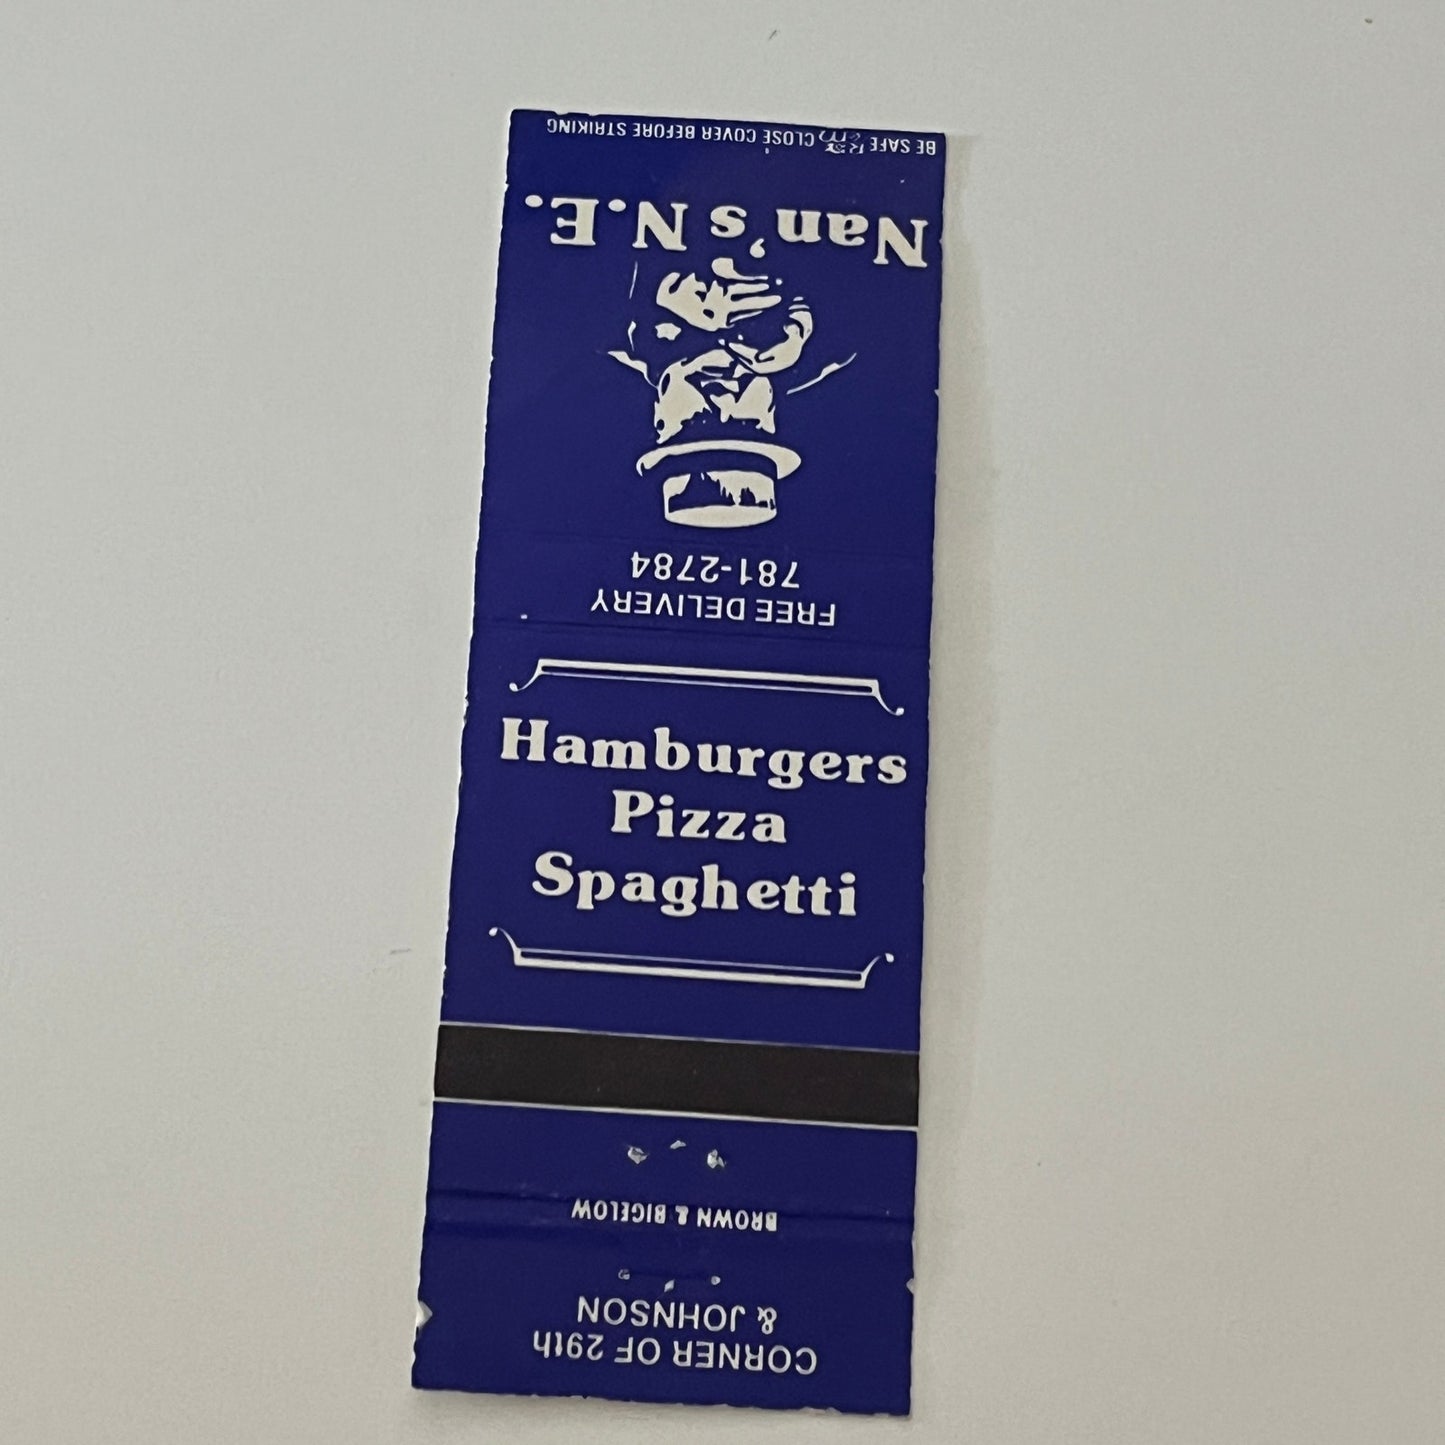 BE SAFE CLOSE COVER BEFORE STRIKING
Nan's N.E.
781-2784
FREE DELIVERY
Hamburgers
Pizza
Spaghetti
BROWN & BIGELOW
CORNER OF 29th
& JOHNSON